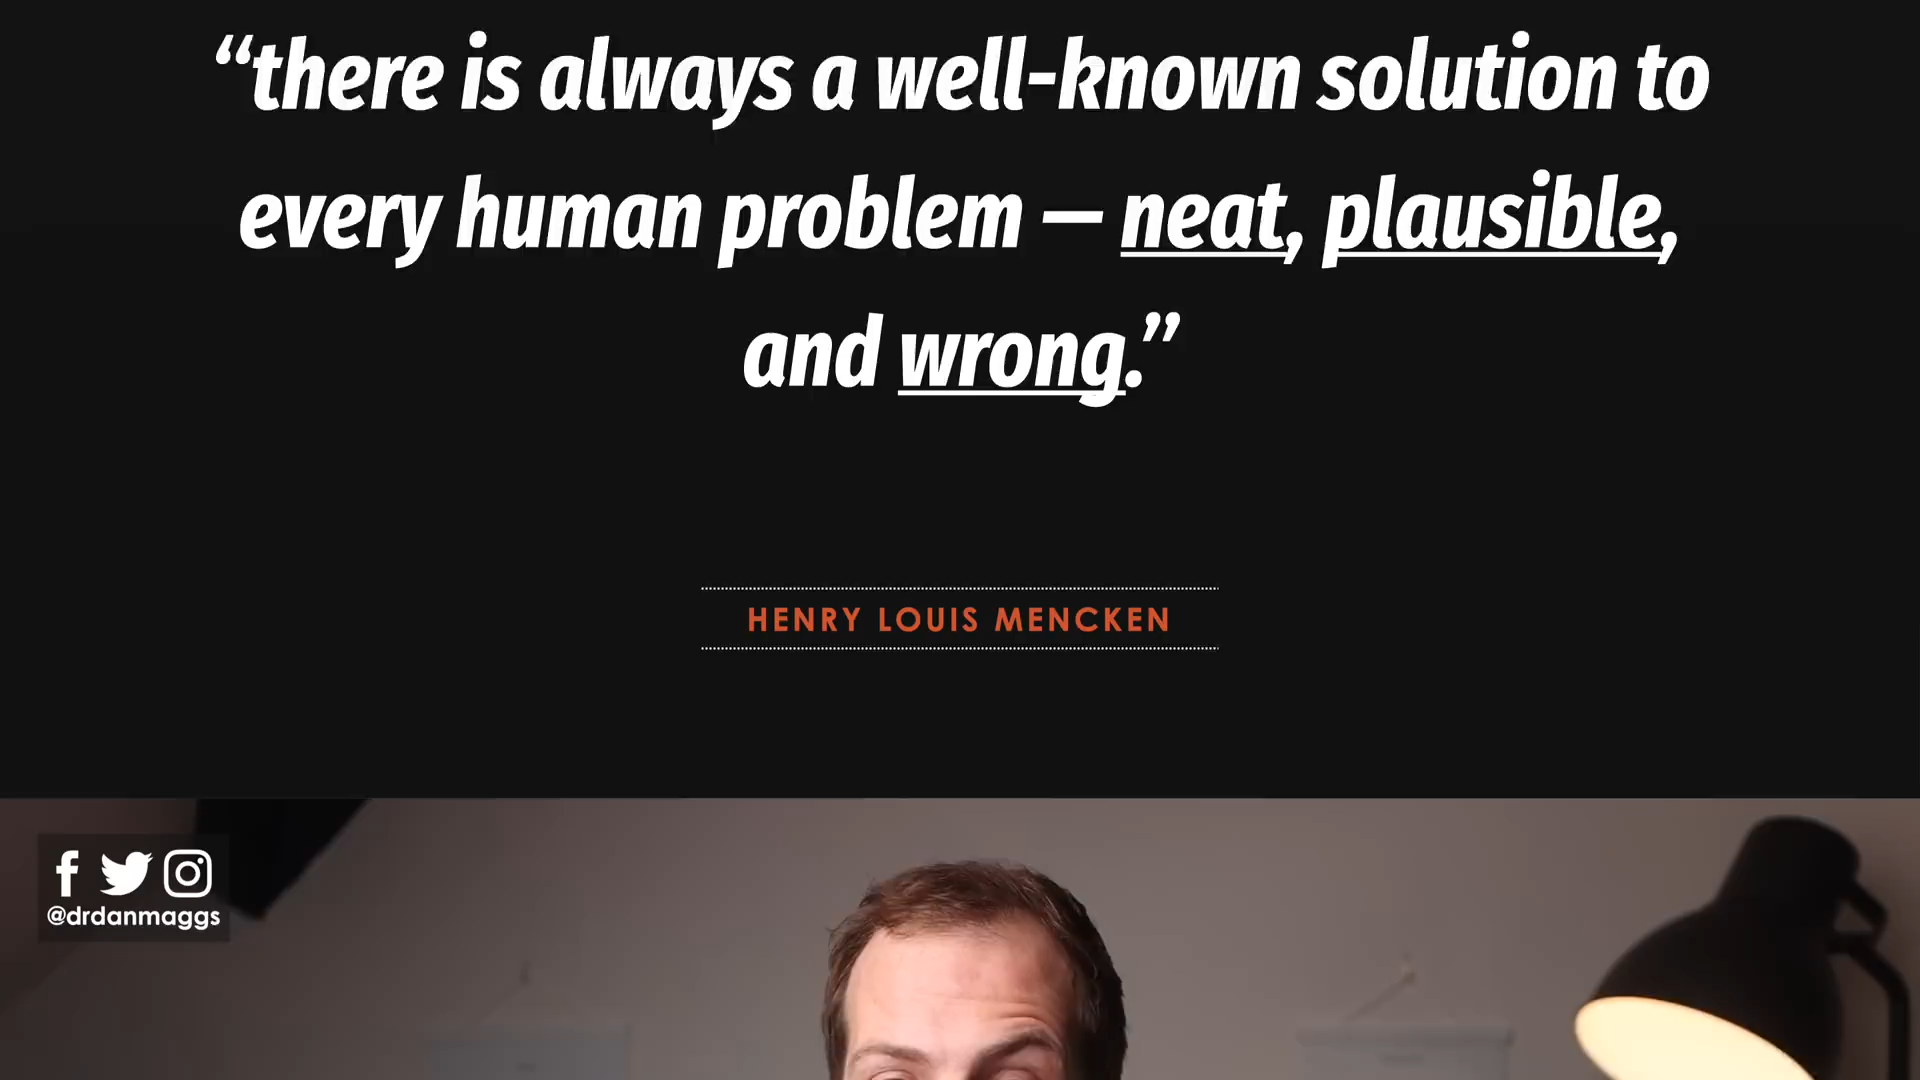 “there is always a well-known solution to
every human problem — neat, plausible,
and wrong.”
HENRY LOUIS MENCKEN
@drdanmaggs